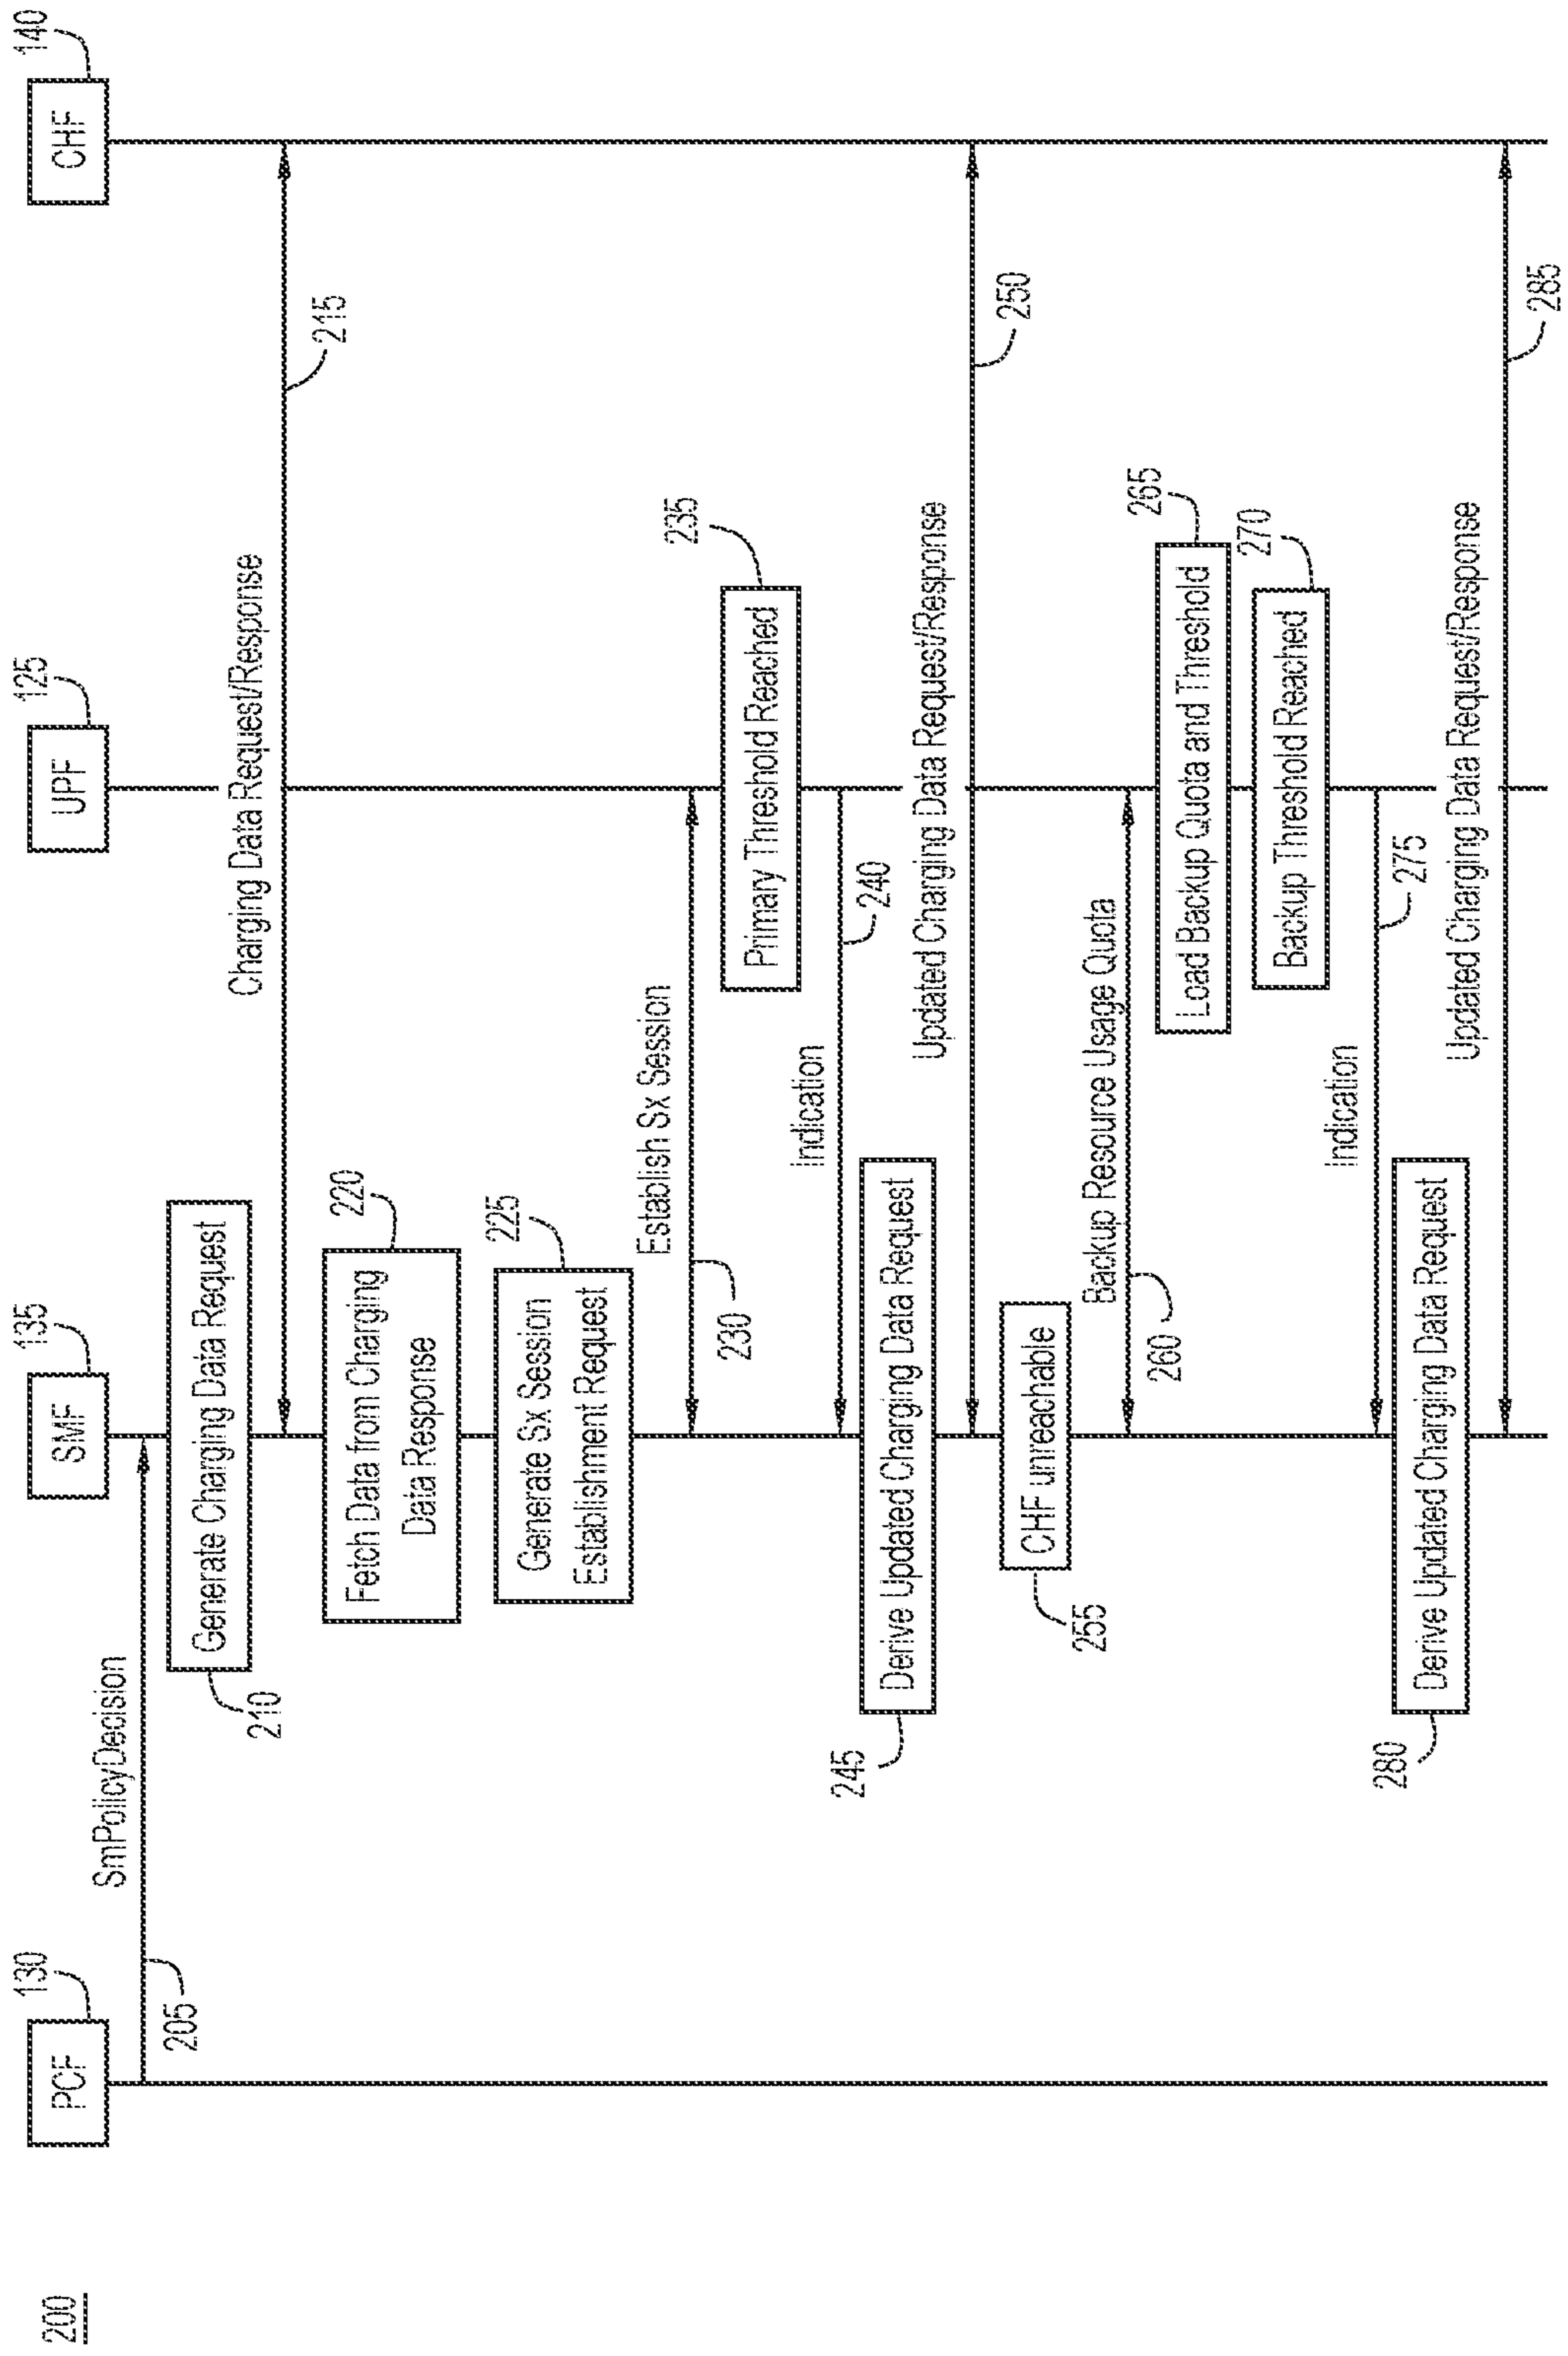 200
PCF
130
SMF
135
UPF
125
CHF
140
SmPolicyDecision
205
Generate Charging Data Request
210
Charging Data Request/Response
215
Fetch Data from Charging
Data Response
220
Generate Sx Session
Establishment Request
225
Establish Sx Session
230
Primary Threshold Reached
235
Indication
240
Derive Updated Charging Data Request
245
Updated Charging Data Request/Response
250
CHF unreachable
255
Backup Resource Usage Quota
260
Load Backup Quota and Threshold
265
Backup Threshold Reached
270
Indication
275
Derive Updated Charging Data Request
280
Updated Charging Data Request/Response
285